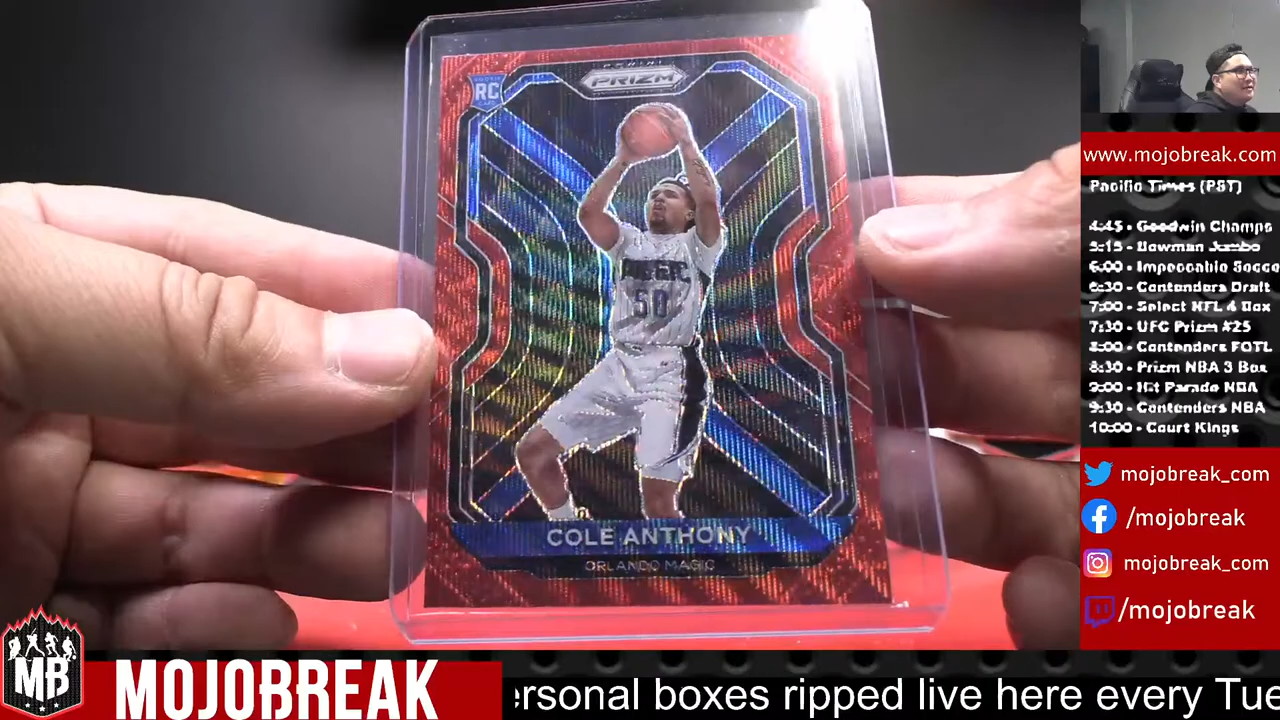 PANINI
PRIZM
ROOKIE
RC
CARD
MAGIC
50
COLE ANTHONY
ORLANDO MAGIC
www.mojobreak.com
Pacific Times (PST)
4:45 - Goodwin Champs
5:15 - Bowman Jumbo
6:00 - Impeccable Socce
6:30 - Contenders Draft
7:00 - Select NFL 4 Box
7:30 - UFC Prizm #25
8:00 - Contenders FOTL
8:30 - Prizm NBA 3 Box
9:00 - Hit Parade NBA
9:30 - Contenders NBA
10:00 - Court Kings
mojobreak_com
/mojobreak
mojobreak_com
/mojobreak
MB
MOJOBREAK
ersonal boxes ripped live here every Tue